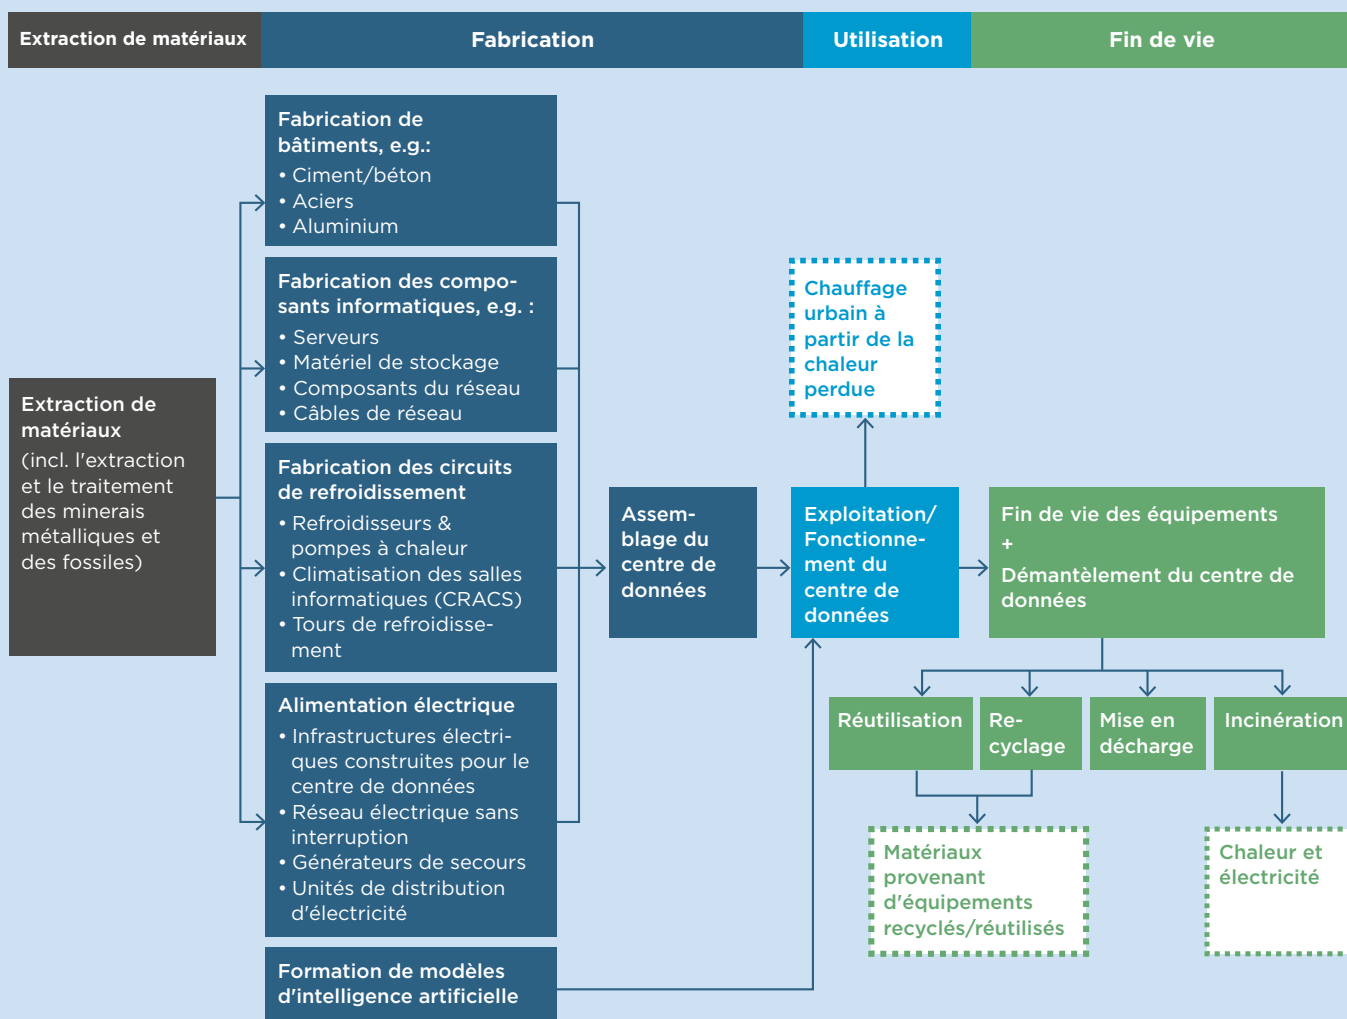 Extraction de matériaux
Fabrication
Utilisation
Fin de vie
Extraction de
matériaux
(incl. l'extraction
et le traitement
des minerais
métalliques et
des fossiles)
Fabrication de
bâtiments, e.g.:
• Ciment/béton
• Aciers
• Aluminium
Fabrication des compo-
sants informatiques, e.g. :
• Serveurs
• Matériel de stockage
• Composants du réseau
• Câbles de réseau
Fabrication des circuits
de refroidissement
• Refroidisseurs &
pompes à chaleur
• Climatisation des salles
informatiques (CRACS)
• Tours de refroidisse-
ment
Alimentation électrique
• Infrastructures électri-
ques construites pour le
centre de données
• Réseau électrique sans
interruption
• Générateurs de secours
• Unités de distribution
d'électricité
Formation de modèles
d'intelligence artificielle
Assem-
blage du
centre de
données
Chauffage
urbain à
partir de la
chaleur
perdue
Exploitation/
Fonctionne-
ment du
centre de
données
Fin de vie des équipements
+
Démantèlement du centre de
données
Réutilisation
Re-
cyclage
Mise en
décharge
Incinération
Matériaux
provenant
d'équipements
recyclés/réutilisés
Chaleur et
électricité